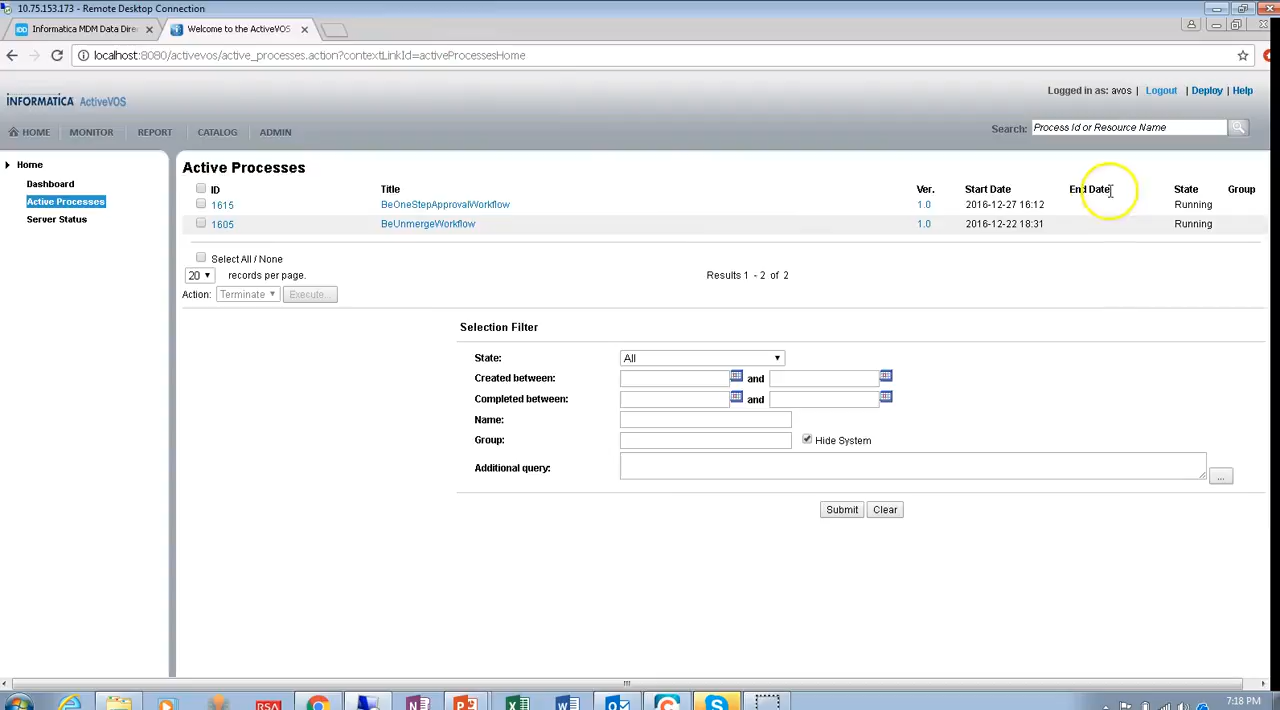 10.75.153.173 - Remote Desktop Connection
Informatica MDM Data Dire
Welcome to the ActiveVOS
localhost:8080/activevos/active_processes.action?contextLinkId=activeProcessesHome
INFORMATICA ActiveVOS
Logged in as: avos | Logout | Deploy | Help
HOME MONITOR REPORT CATALOG ADMIN
Search: Process Id or Resource Name
Home
Dashboard
Active Processes
Server Status
Active Processes
ID Title Ver. Start Date End Date State Group
1615 BeOneStepApprovalWorkflow 1.0 2016-12-27 16:12 Running
1605 BeUnmergeWorkflow 1.0 2016-12-22 18:31 Running
Select All / None
20 records per page. Results 1 - 2 of 2
Action: Terminate Execute...
Selection Filter
State: All
Created between: and
Completed between: and
Name:
Group: Hide System
Additional query: ...
Submit Clear
RSA
7:18 PM